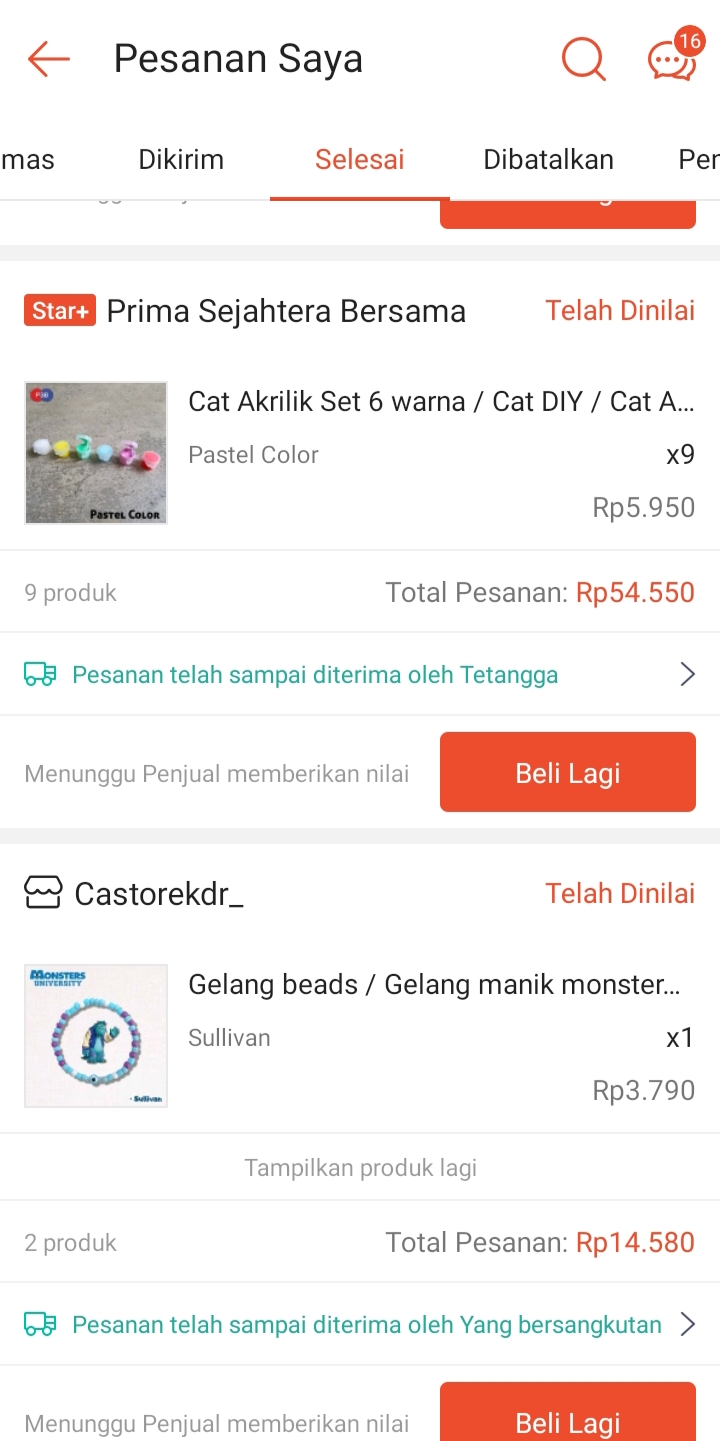 Pesanan Saya
16
mas Dikirim Selesai Dibatalkan Per
Star+ Prima Sejahtera Bersama Telah Dinilai
PSB
Cat Akrilik Set 6 warna / Cat DIY / Cat A...
Pastel Color x9
Rp5.950
Pastel Color
9 produk Total Pesanan: Rp54.550
Pesanan telah sampai diterima oleh Tetangga
Menunggu Penjual memberikan nilai Beli Lagi
Castorekdr_ Telah Dinilai
MONSTERS
UNIVERSITY
Gelang beads / Gelang manik monster...
Sullivan x1
Rp3.790
- Sullivan
Tampilkan produk lagi
2 produk Total Pesanan: Rp14.580
Pesanan telah sampai diterima oleh Yang bersangkutan
Menunggu Penjual memberikan nilai Beli Lagi